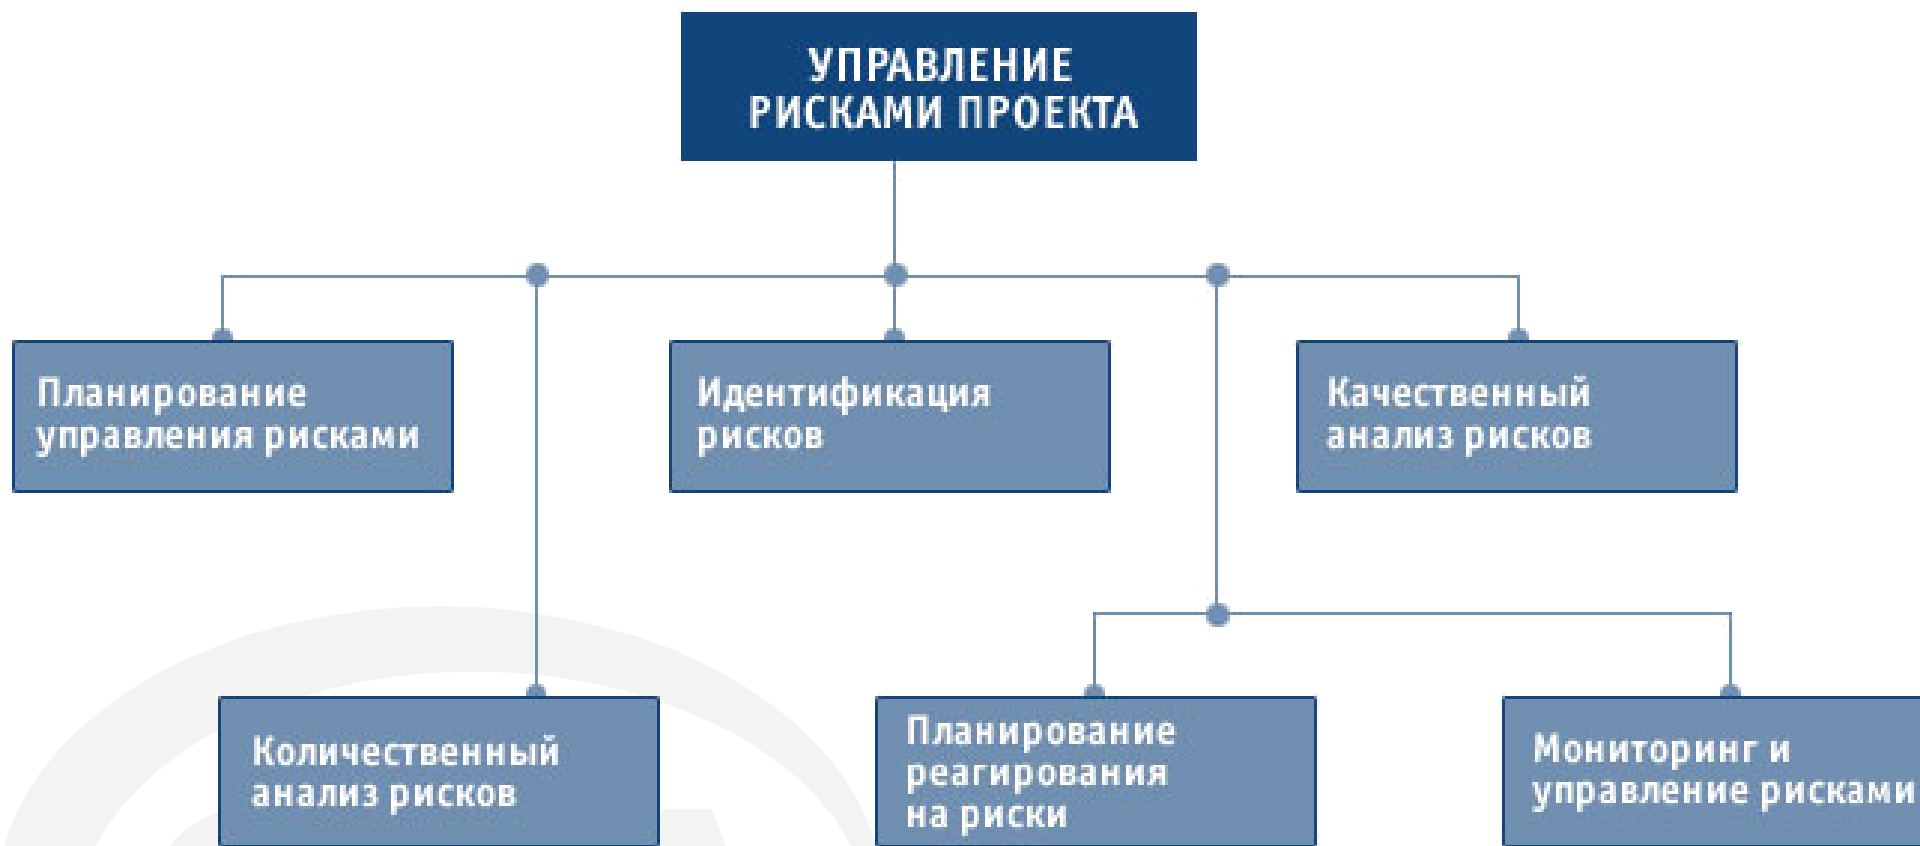 УПРАВЛЕНИЕ
РИСКАМИ ПРОЕКТА
Планирование
управления рисками
Идентификация
рисков
Качественный
анализ рисков
Количественный
анализ рисков
Планирование
реагирования
на риски
Мониторинг и
управление рисками